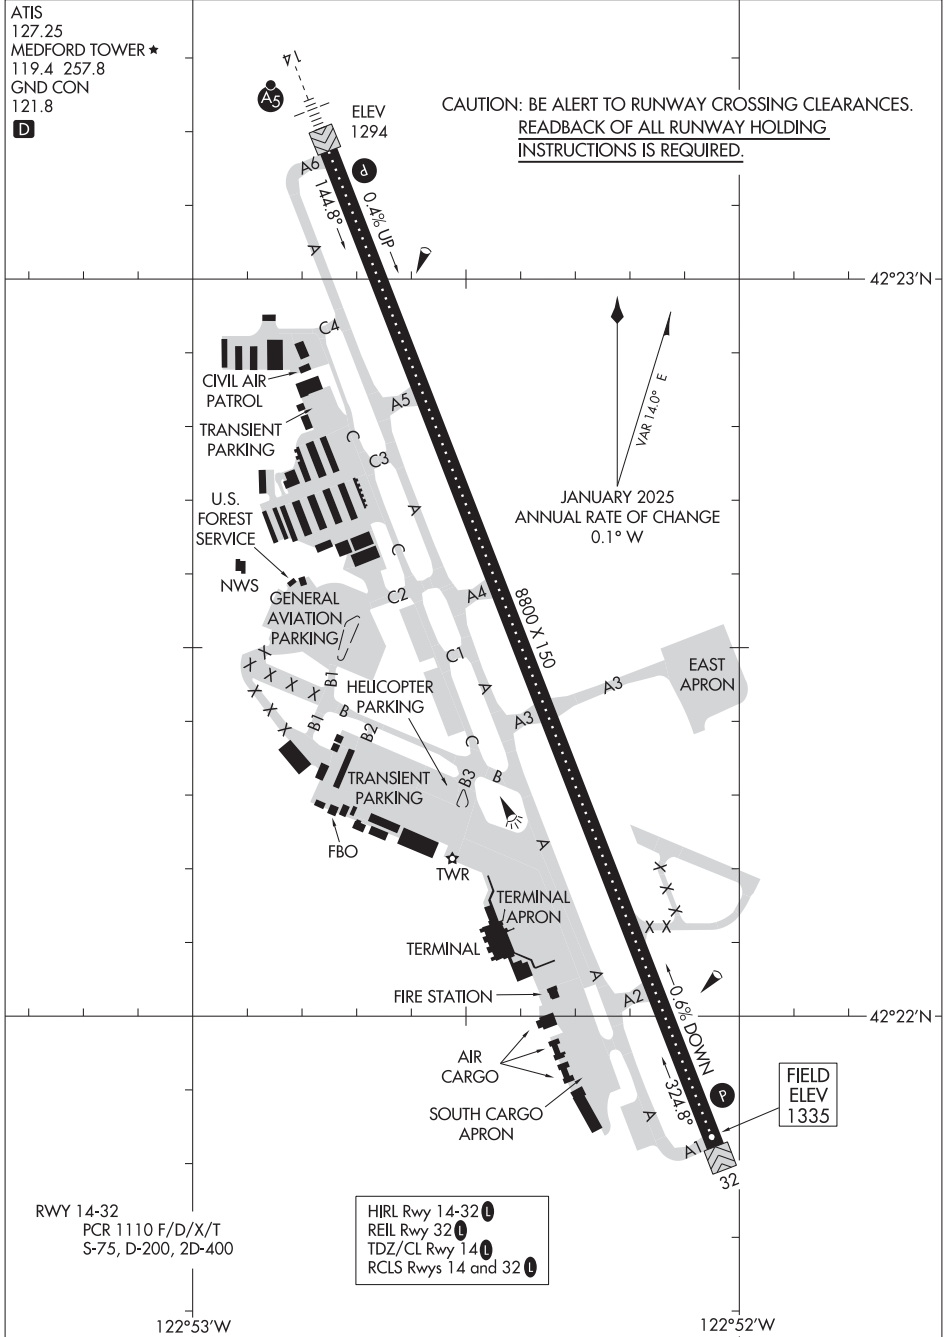 ATIS
127.25
MEDFORD TOWER ★
119.4 257.8
GND CON
121.8
D
14
A5
ELEV
1294
CAUTION: BE ALERT TO RUNWAY CROSSING CLEARANCES.
READBACK OF ALL RUNWAY HOLDING
INSTRUCTIONS IS REQUIRED.
A6
P
144.8°
0.4% UP
A
42°23'N
C4
CIVIL AIR
PATROL
A5
VAR 14.0° E
TRANSIENT
PARKING
C
C3
JANUARY 2025
ANNUAL RATE OF CHANGE
0.1° W
U.S.
FOREST
SERVICE
A
C
NWS
GENERAL
AVIATION
PARKING
C2
A4
8800 X 150
C1
EAST
APRON
X X X X X
X X X X
B1
HELICOPTER
PARKING
A
A3
A3
B1
B
B2
C
B3
B
TRANSIENT
PARKING
FBO
A
TWR
X
X
X
X X
TERMINAL
APRON
TERMINAL
A
FIRE STATION
A2
0.6% DOWN
42°22'N
AIR
CARGO
324.8°
P
FIELD
ELEV
1335
SOUTH CARGO
APRON
A
A1
32
RWY 14-32
PCR 1110 F/D/X/T
S-75, D-200, 2D-400
HIRL Rwy 14-32 L
REIL Rwy 32 L
TDZ/CL Rwy 14 L
RCLS Rwys 14 and 32 L
122°53'W
122°52'W